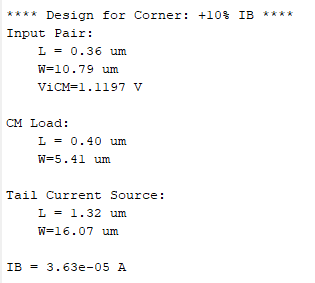 **** Design for Corner: +10% IB ****
Input Pair:
L = 0.36 um
W=10.79 um
ViCM=1.1197 V
CM Load:
L = 0.40 um
W=5.41 um
Tail Current Source:
L = 1.32 um
W=16.07 um
IB = 3.63e-05 A